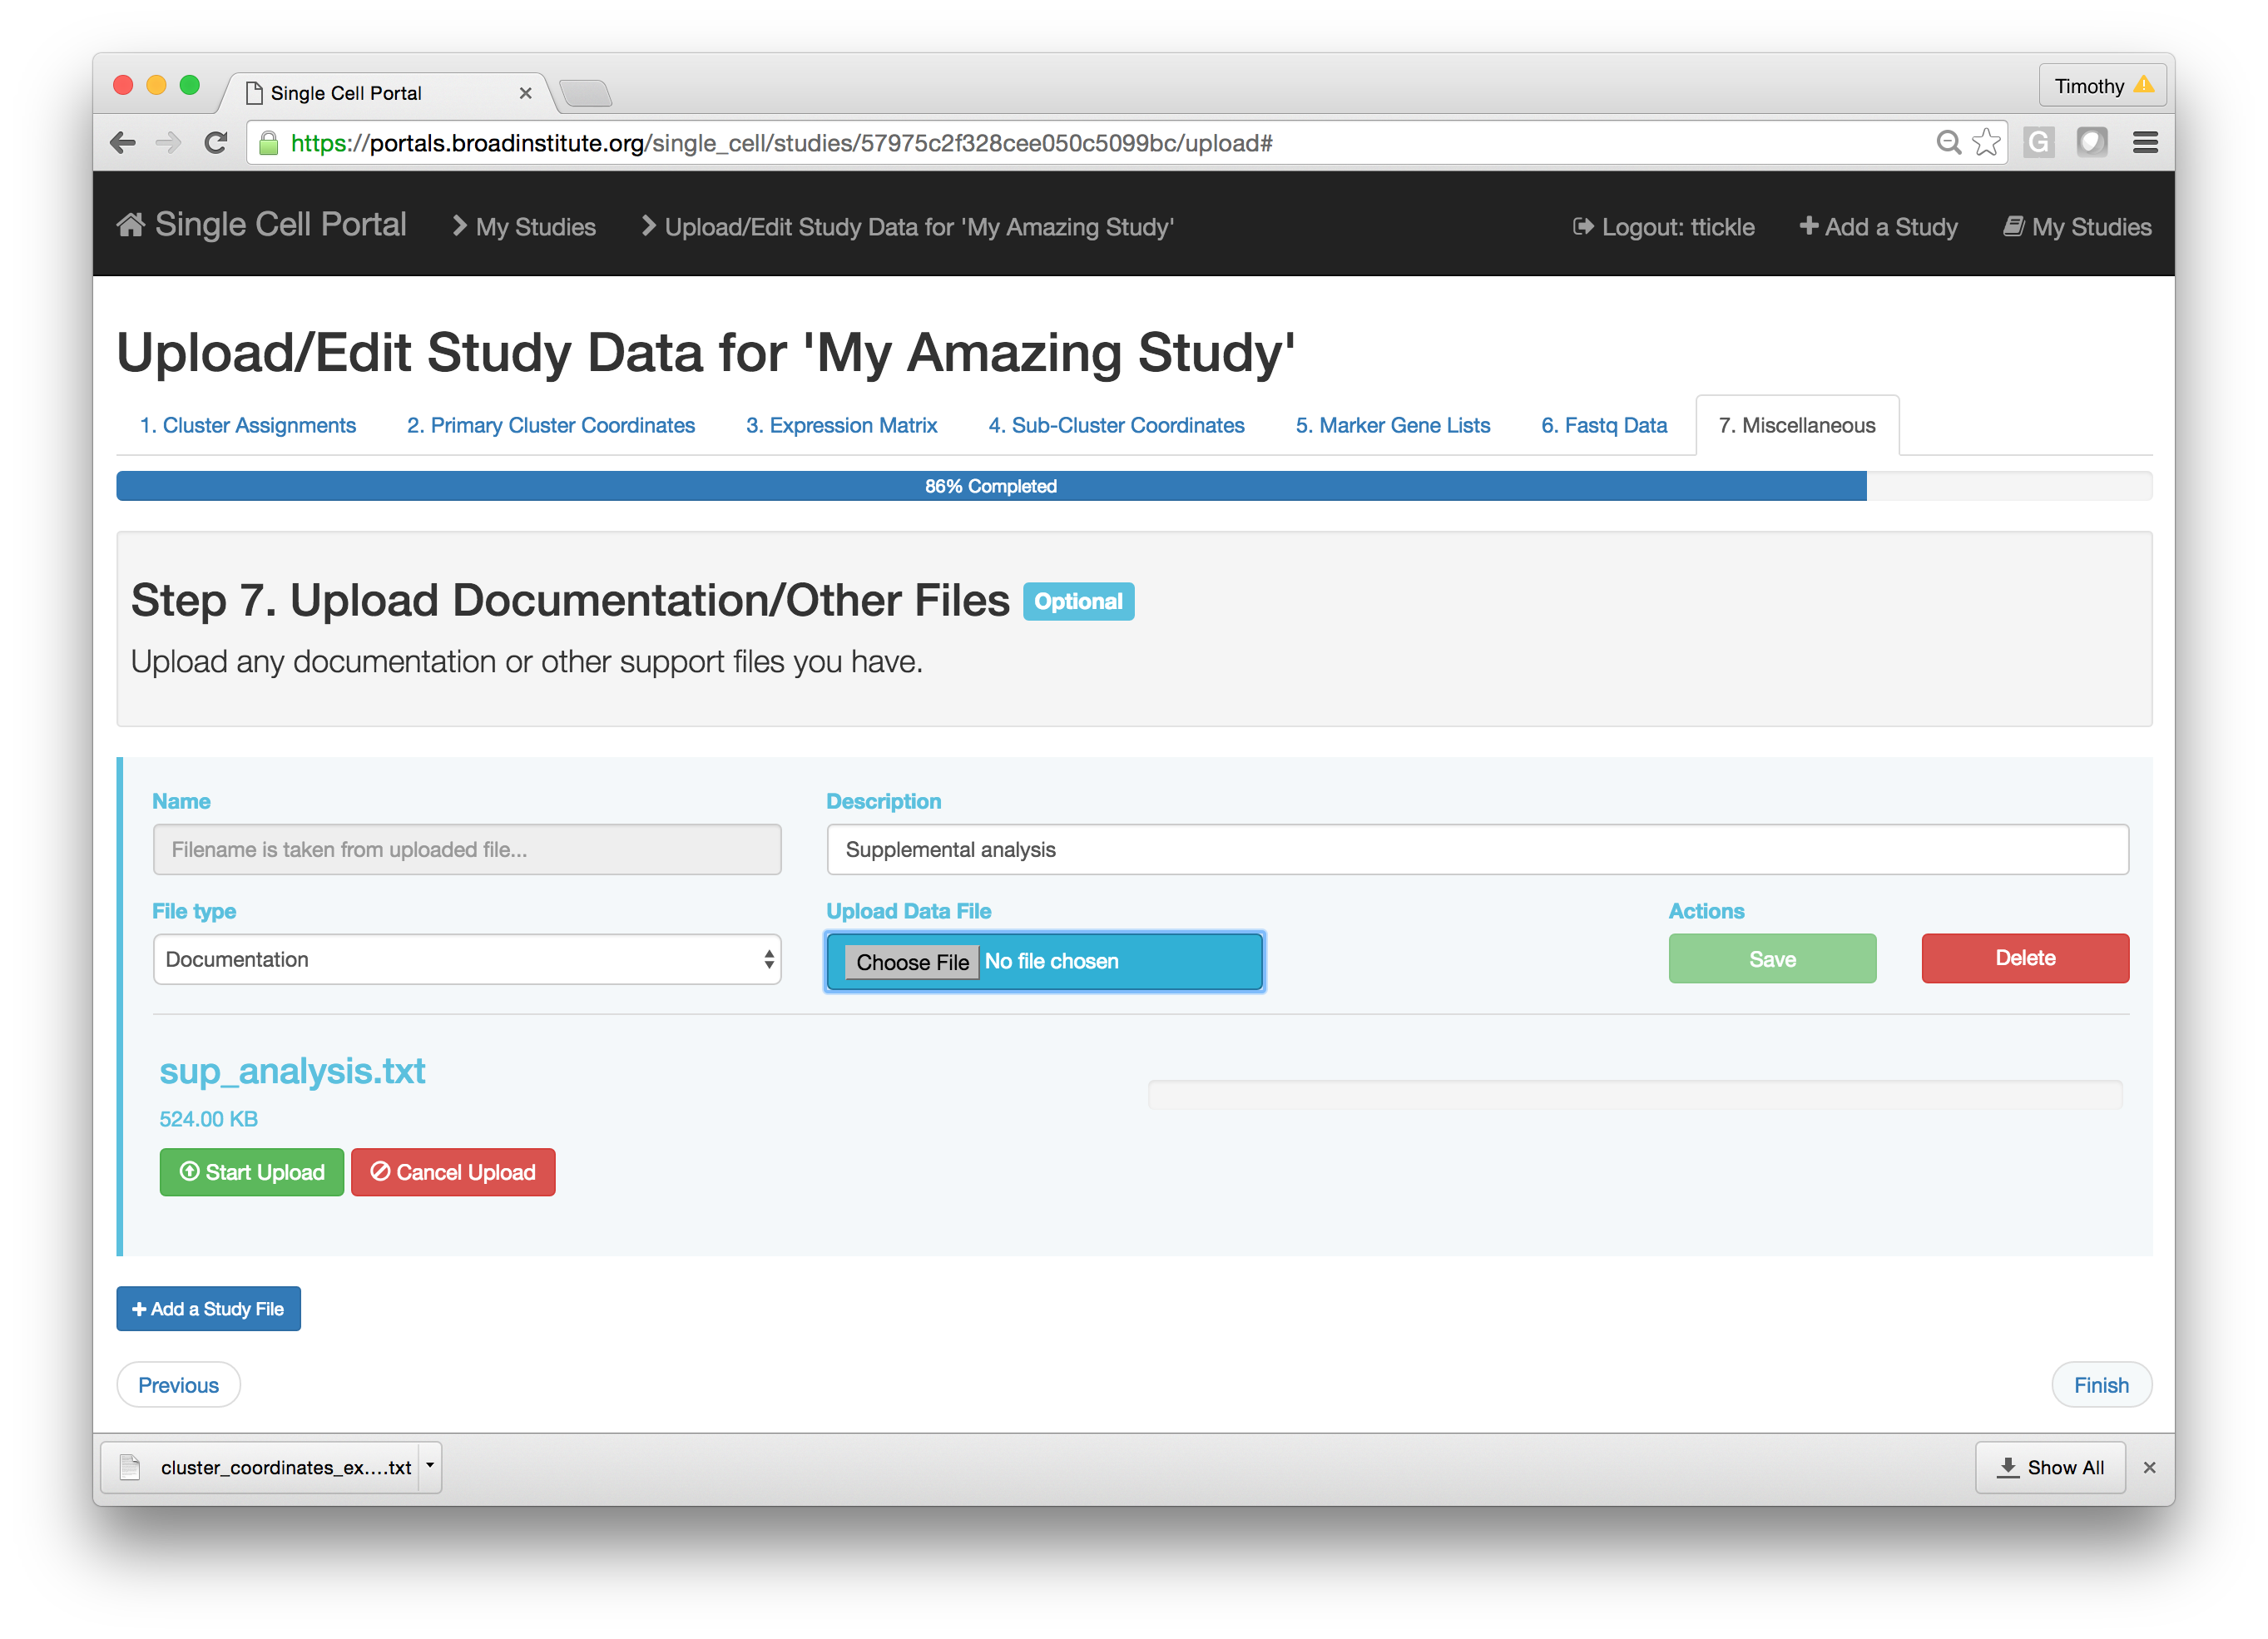 Single Cell Portal
Timothy
https://portals.broadinstitute.org/single_cell/studies/57975c2f328cee050c5099bc/upload#
G
Single Cell Portal My Studies Upload/Edit Study Data for 'My Amazing Study' Logout: ttickle Add a Study My Studies
Upload/Edit Study Data for 'My Amazing Study'
1. Cluster Assignments 2. Primary Cluster Coordinates 3. Expression Matrix 4. Sub-Cluster Coordinates 5. Marker Gene Lists 6. Fastq Data 7. Miscellaneous
86% Completed
Step 7. Upload Documentation/Other Files Optional
Upload any documentation or other support files you have.
Name Description
Filename is taken from uploaded file... Supplemental analysis
File type Upload Data File Actions
Documentation Choose File No file chosen Save Delete
sup_analysis.txt
524.00 KB
Start Upload Cancel Upload
Add a Study File
Previous Finish
cluster_coordinates_ex....txt Show All